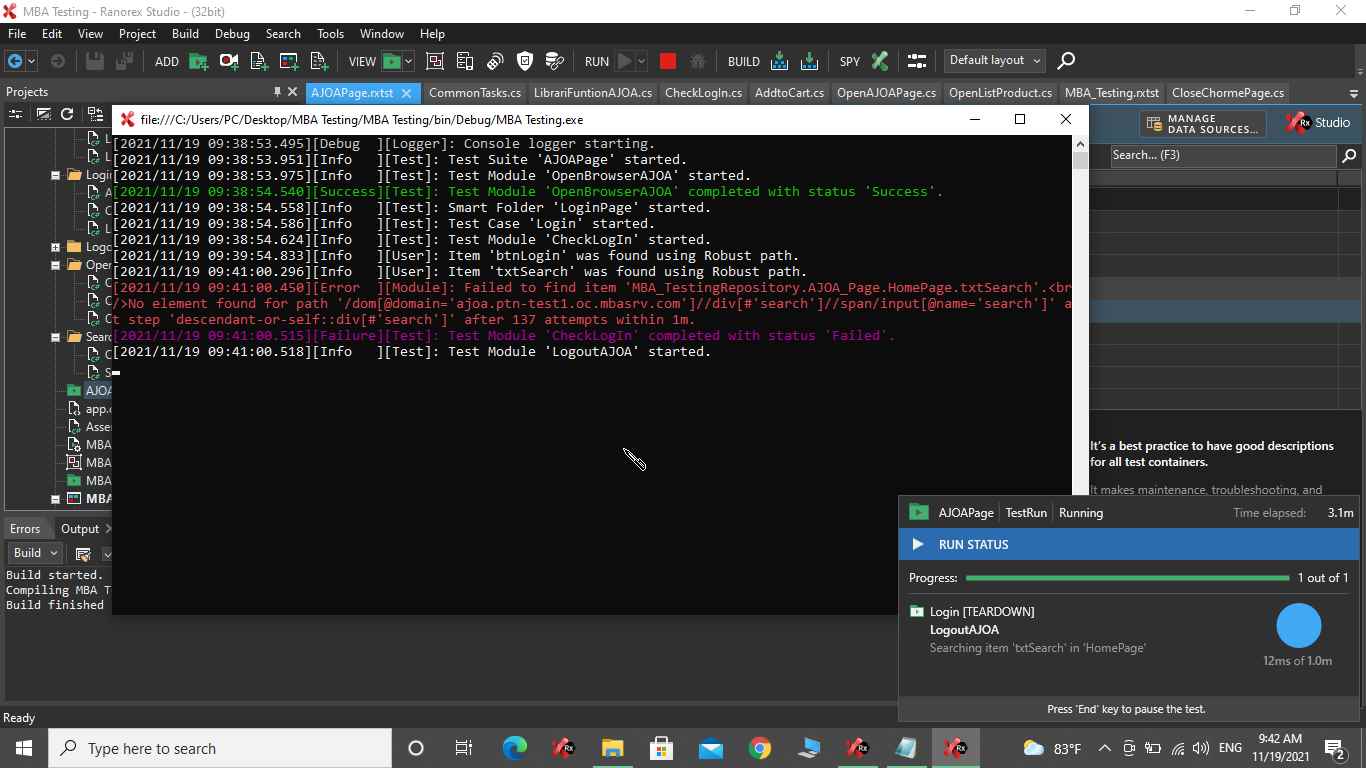 MBA Testing - Ranorex Studio - (32bit)
File Edit View Project Build Debug Search Tools Window Help
ADD VIEW RUN BUILD SPY Default layout
Projects
AJOAPage.rxtst CommonTasks.cs LibrariFuntionAJOA.cs CheckLogIn.cs AddtoCart.cs OpenAJOAPage.cs OpenListProduct.cs MBA_Testing.rxtst CloseChormePage.cs
file:///C:/Users/PC/Desktop/MBA Testing/MBA Testing/bin/Debug/MBA Testing.exe
MANAGE
DATA SOURCES...
Rx Studio
Search... (F3)
[2021/11/19 09:38:53.495][Debug ][Logger]: Console logger starting.
[2021/11/19 09:38:53.951][Info ][Test]: Test Suite 'AJOAPage' started.
[2021/11/19 09:38:53.975][Info ][Test]: Test Module 'OpenBrowserAJOA' started.
[2021/11/19 09:38:54.540][Success][Test]: Test Module 'OpenBrowserAJOA' completed with status 'Success'.
[2021/11/19 09:38:54.558][Info ][Test]: Smart Folder 'LoginPage' started.
[2021/11/19 09:38:54.586][Info ][Test]: Test Case 'Login' started.
[2021/11/19 09:38:54.624][Info ][Test]: Test Module 'CheckLogIn' started.
[2021/11/19 09:39:54.833][Info ][User]: Item 'btnLogin' was found using Robust path.
[2021/11/19 09:41:00.296][Info ][User]: Item 'txtSearch' was found using Robust path.
[2021/11/19 09:41:00.450][Error ][Module]: Failed to find item 'MBA_TestingRepository.AJOA_Page.HomePage.txtSearch'.<br
/>No element found for path '/dom[@domain='ajoa.ptn-test1.oc.mbasrv.com']//div[#'search']//span/input[@name='search']' a
t step 'descendant-or-self::div[#'search']' after 137 attempts within 1m.
[2021/11/19 09:41:00.515][Failure][Test]: Test Module 'CheckLogIn' completed with status 'Failed'.
[2021/11/19 09:41:00.518][Info ][Test]: Test Module 'LogoutAJOA' started.
L
L
Logi
A
C
L
Logo
Open
C
C
C
Searc
C
S
AJOA
app.c
Asse
MBA
MBA
MBA
MBA
It's a best practice to have good descriptions
for all test containers.
It makes maintenance, troubleshooting, and
Errors Output
Build
Build started.
Compiling MBA T
Build finished
AJOAPage TestRun Running Time elapsed: 3.1m
RUN STATUS
Progress: 1 out of 1
Login [TEARDOWN]
LogoutAJOA
Searching item 'txtSearch' in 'HomePage'
12ms of 1.0m
Press 'End' key to pause the test.
Ready
Type here to search
83°F
ENG
9:42 AM
11/19/2021
2